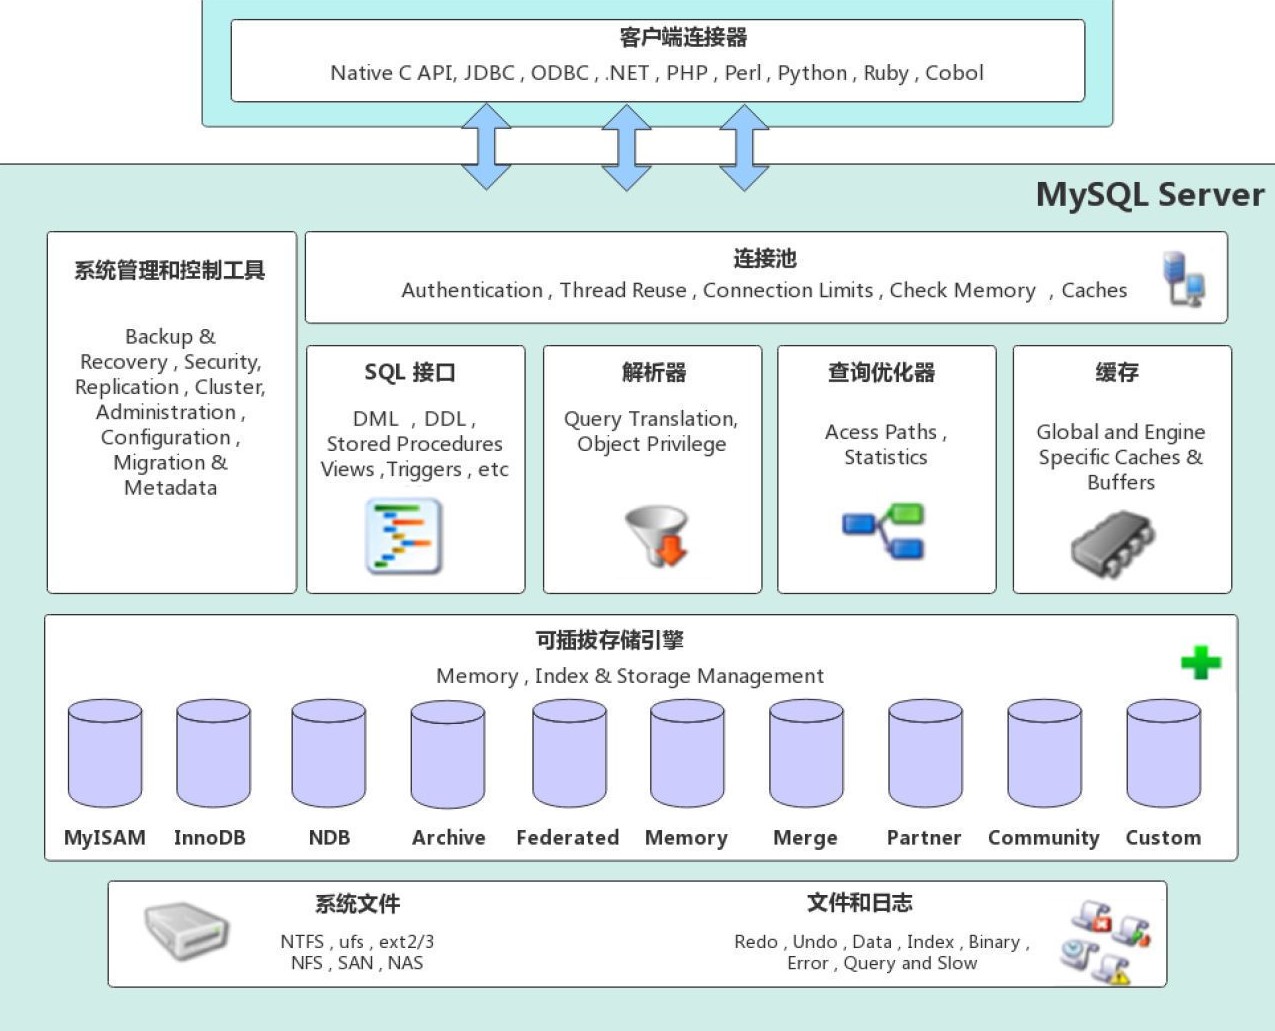 客户端连接器
Native C API, JDBC , ODBC , .NET , PHP , Perl , Python , Ruby , Cobol
MySQL Server
系统管理和控制工具
Backup &
Recovery , Security,
Replication , Cluster,
Administration ,
Configuration ,
Migration &
Metadata
连接池
Authentication , Thread Reuse , Connection Limits , Check Memory , Caches
SQL 接口
DML , DDL ,
Stored Procedures
Views ,Triggers , etc
解析器
Query Translation,
Object Privilege
查询优化器
Acess Paths ,
Statistics
缓存
Global and Engine
Specific Caches &
Buffers
可插拔存储引擎
Memory , Index & Storage Management
MyISAM
InnoDB
NDB
Archive
Federated
Memory
Merge
Partner
Community
Custom
系统文件
NTFS , ufs , ext2/3
NFS , SAN , NAS
文件和日志
Redo , Undo , Data , Index , Binary ,
Error , Query and Slow